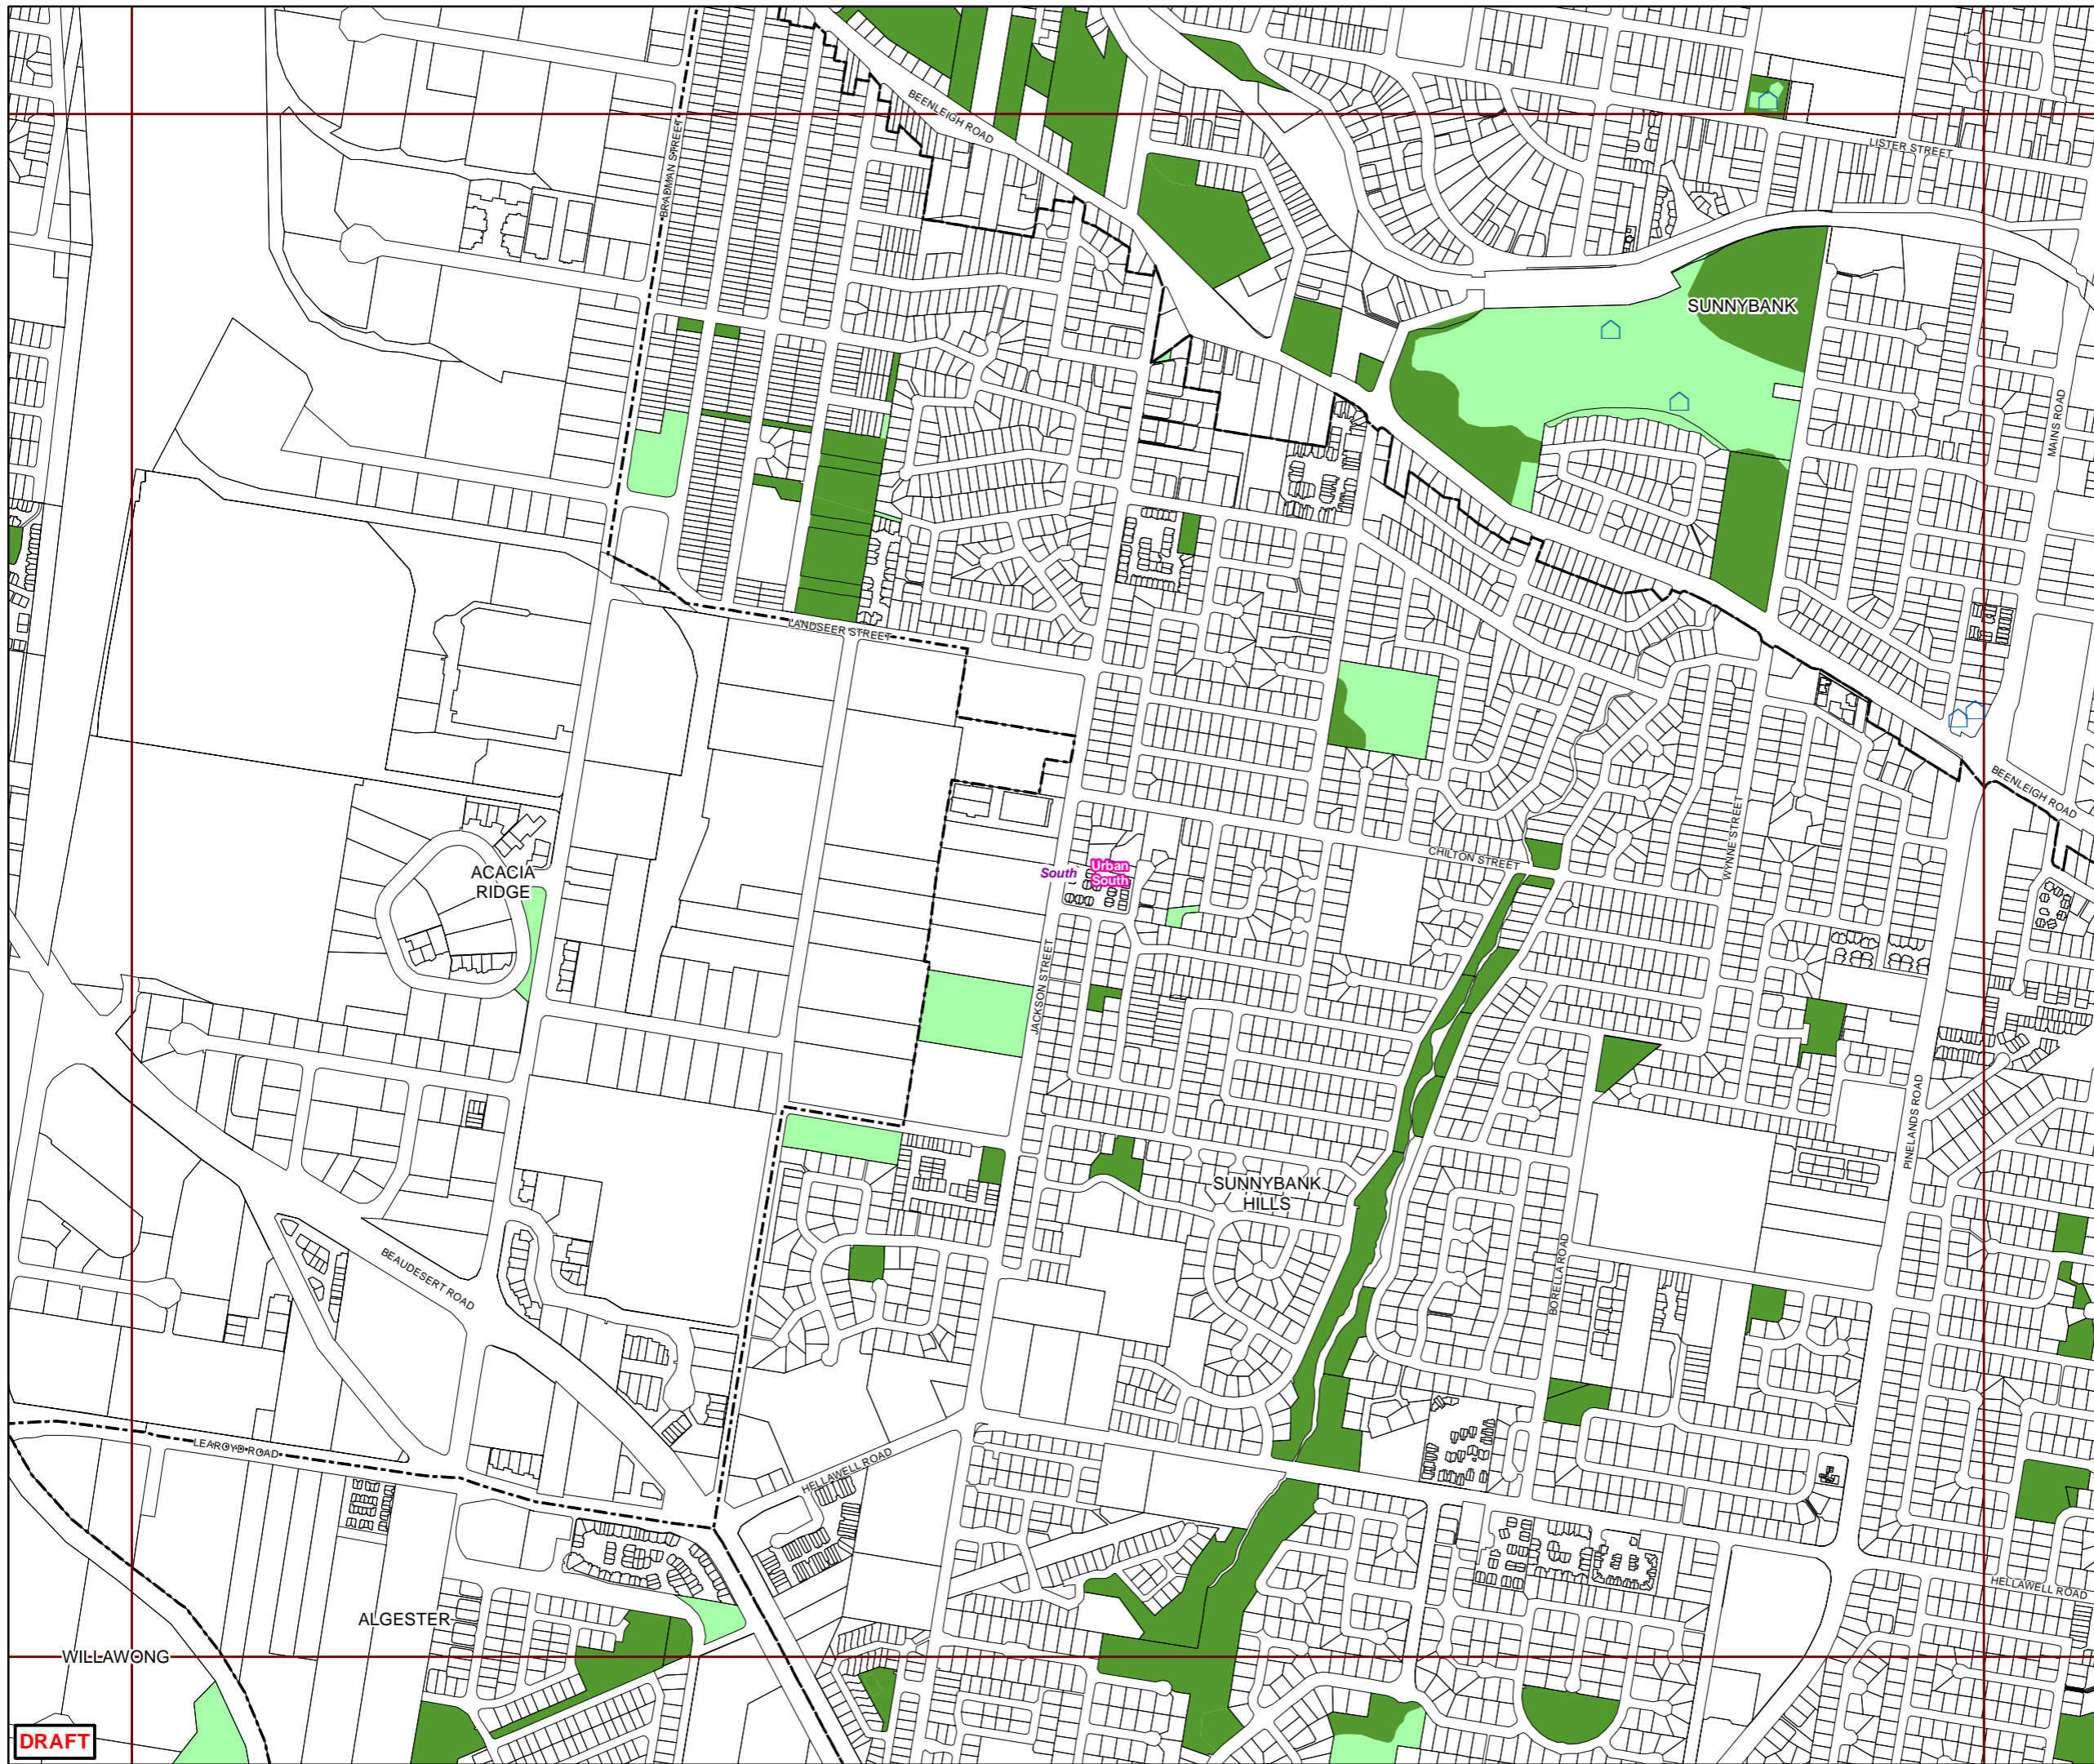 BEENLEIGH ROAD
BRADMAN STREET
LISTER STREET
SUNNYBANK
MAINS ROAD
LANDSEER STREET
BEENLEIGH ROAD
WYNNE STREET
CHILTON STREET
ACACIA
RIDGE
South
Urban
South
JACKSON STREET
PINELANDS ROAD
SUNNYBANK
HILLS
BORELLA ROAD
BEAUDESERT ROAD
LEAROYD ROAD
HELLAWELL ROAD
HELLAWELL ROAD
ALGESTER
WILLAWONG
DRAFT